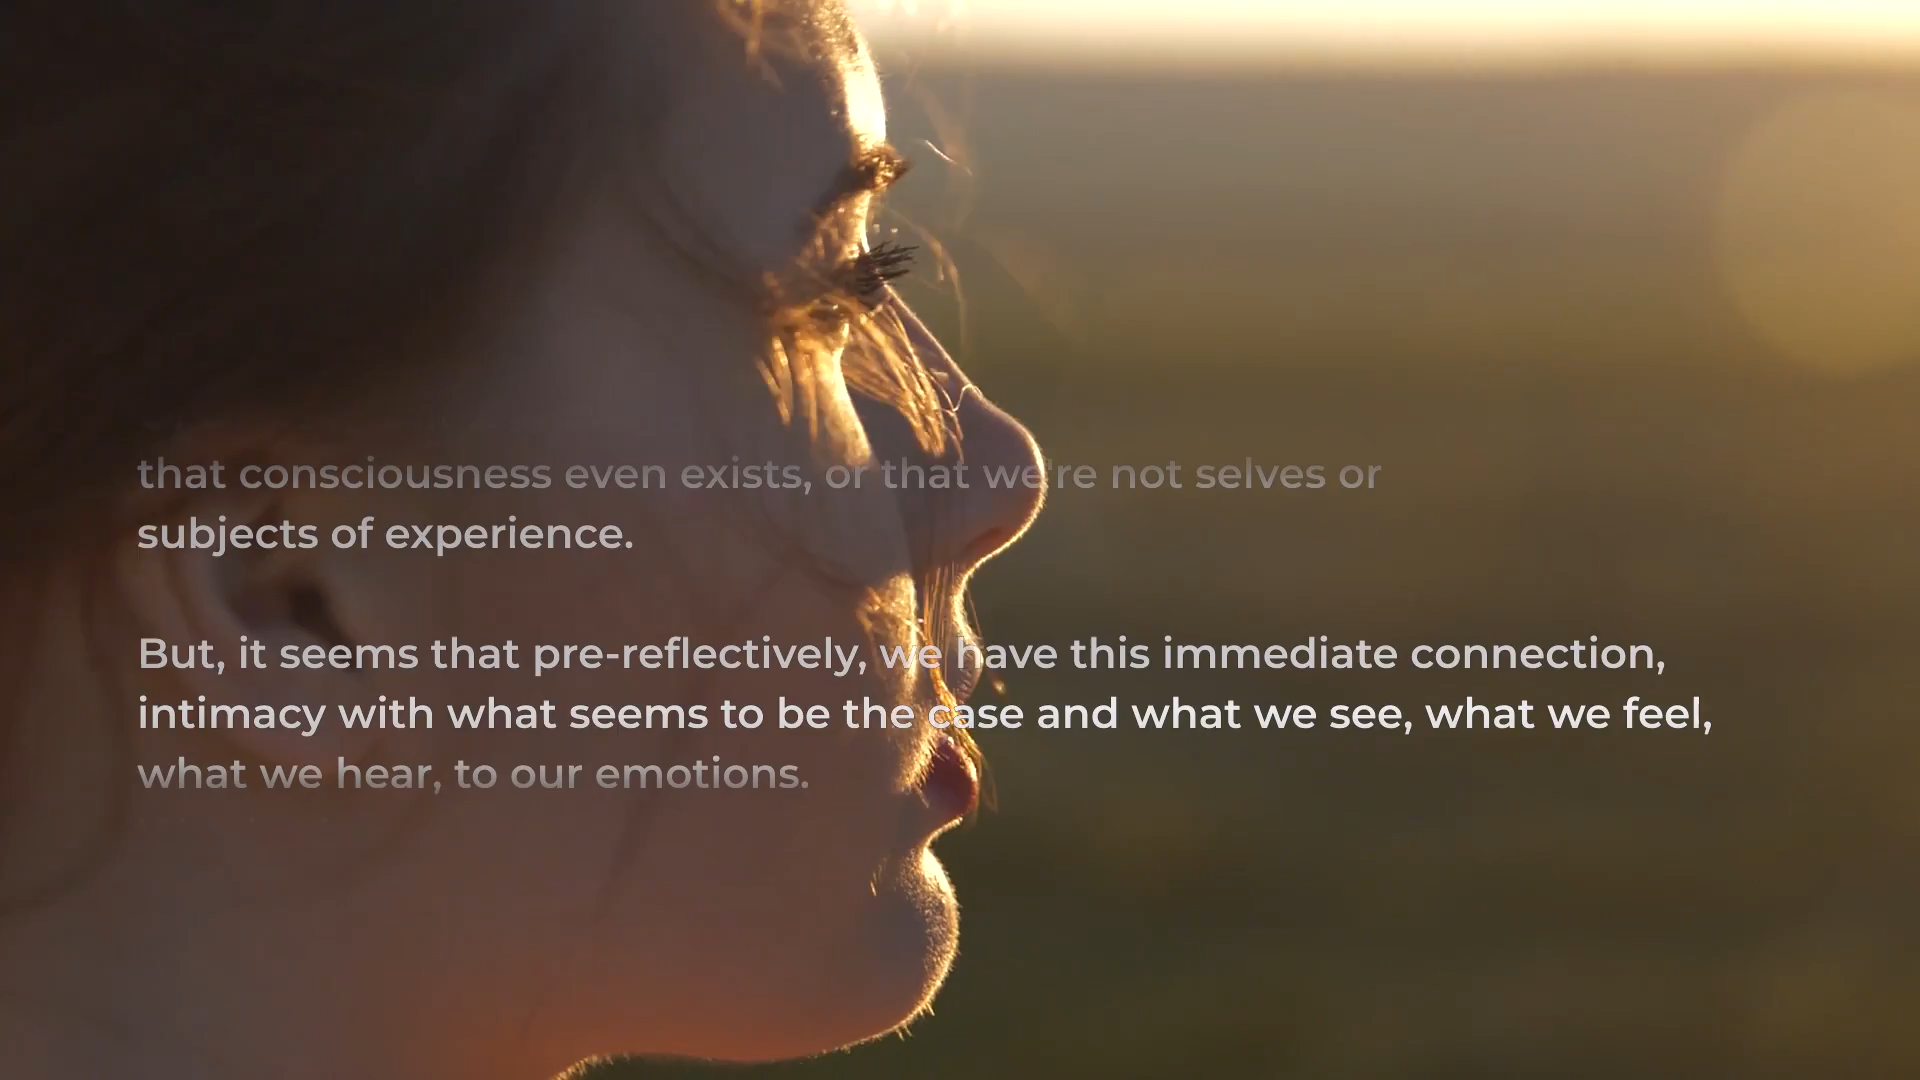 that consciousness even exists, or that we're not selves or
subjects of experience.
But, it seems that pre-reflectively, we have this immediate connection,
intimacy with what seems to be the case and what we see, what we feel,
what we hear, to our emotions.